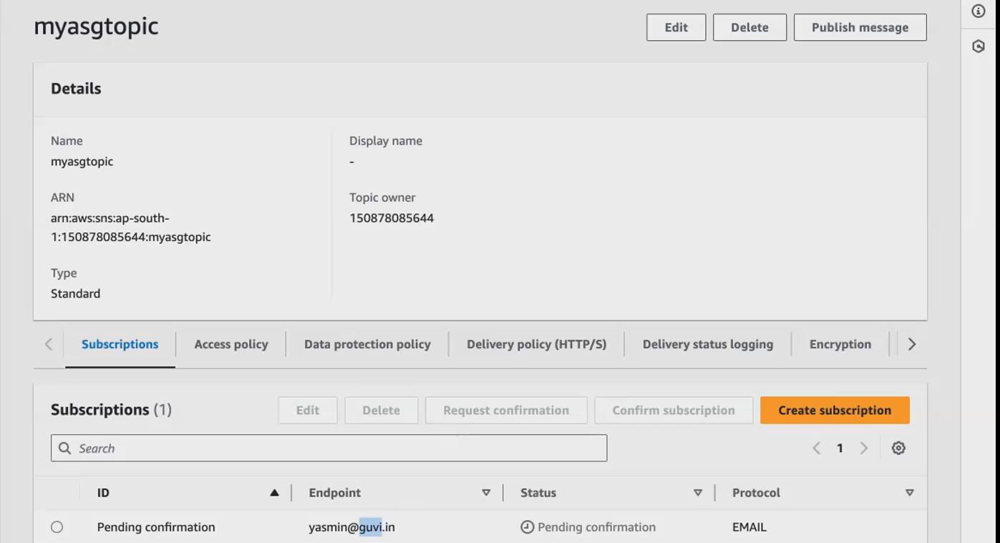 myasgtopic
Edit
Delete
Publish message
Details
Name
myasgtopic
Display name
-
ARN
arn:aws:sns:ap-south-
1:150878085644:myasgtopic
Topic owner
150878085644
Type
Standard
Subscriptions
Access policy
Data protection policy
Delivery policy (HTTP/S)
Delivery status logging
Encryption
Subscriptions (1)
Edit
Delete
Request confirmation
Confirm subscription
Create subscription
Search
1
ID
Endpoint
Status
Protocol
Pending confirmation
yasmin@guvi.in
Pending confirmation
EMAIL